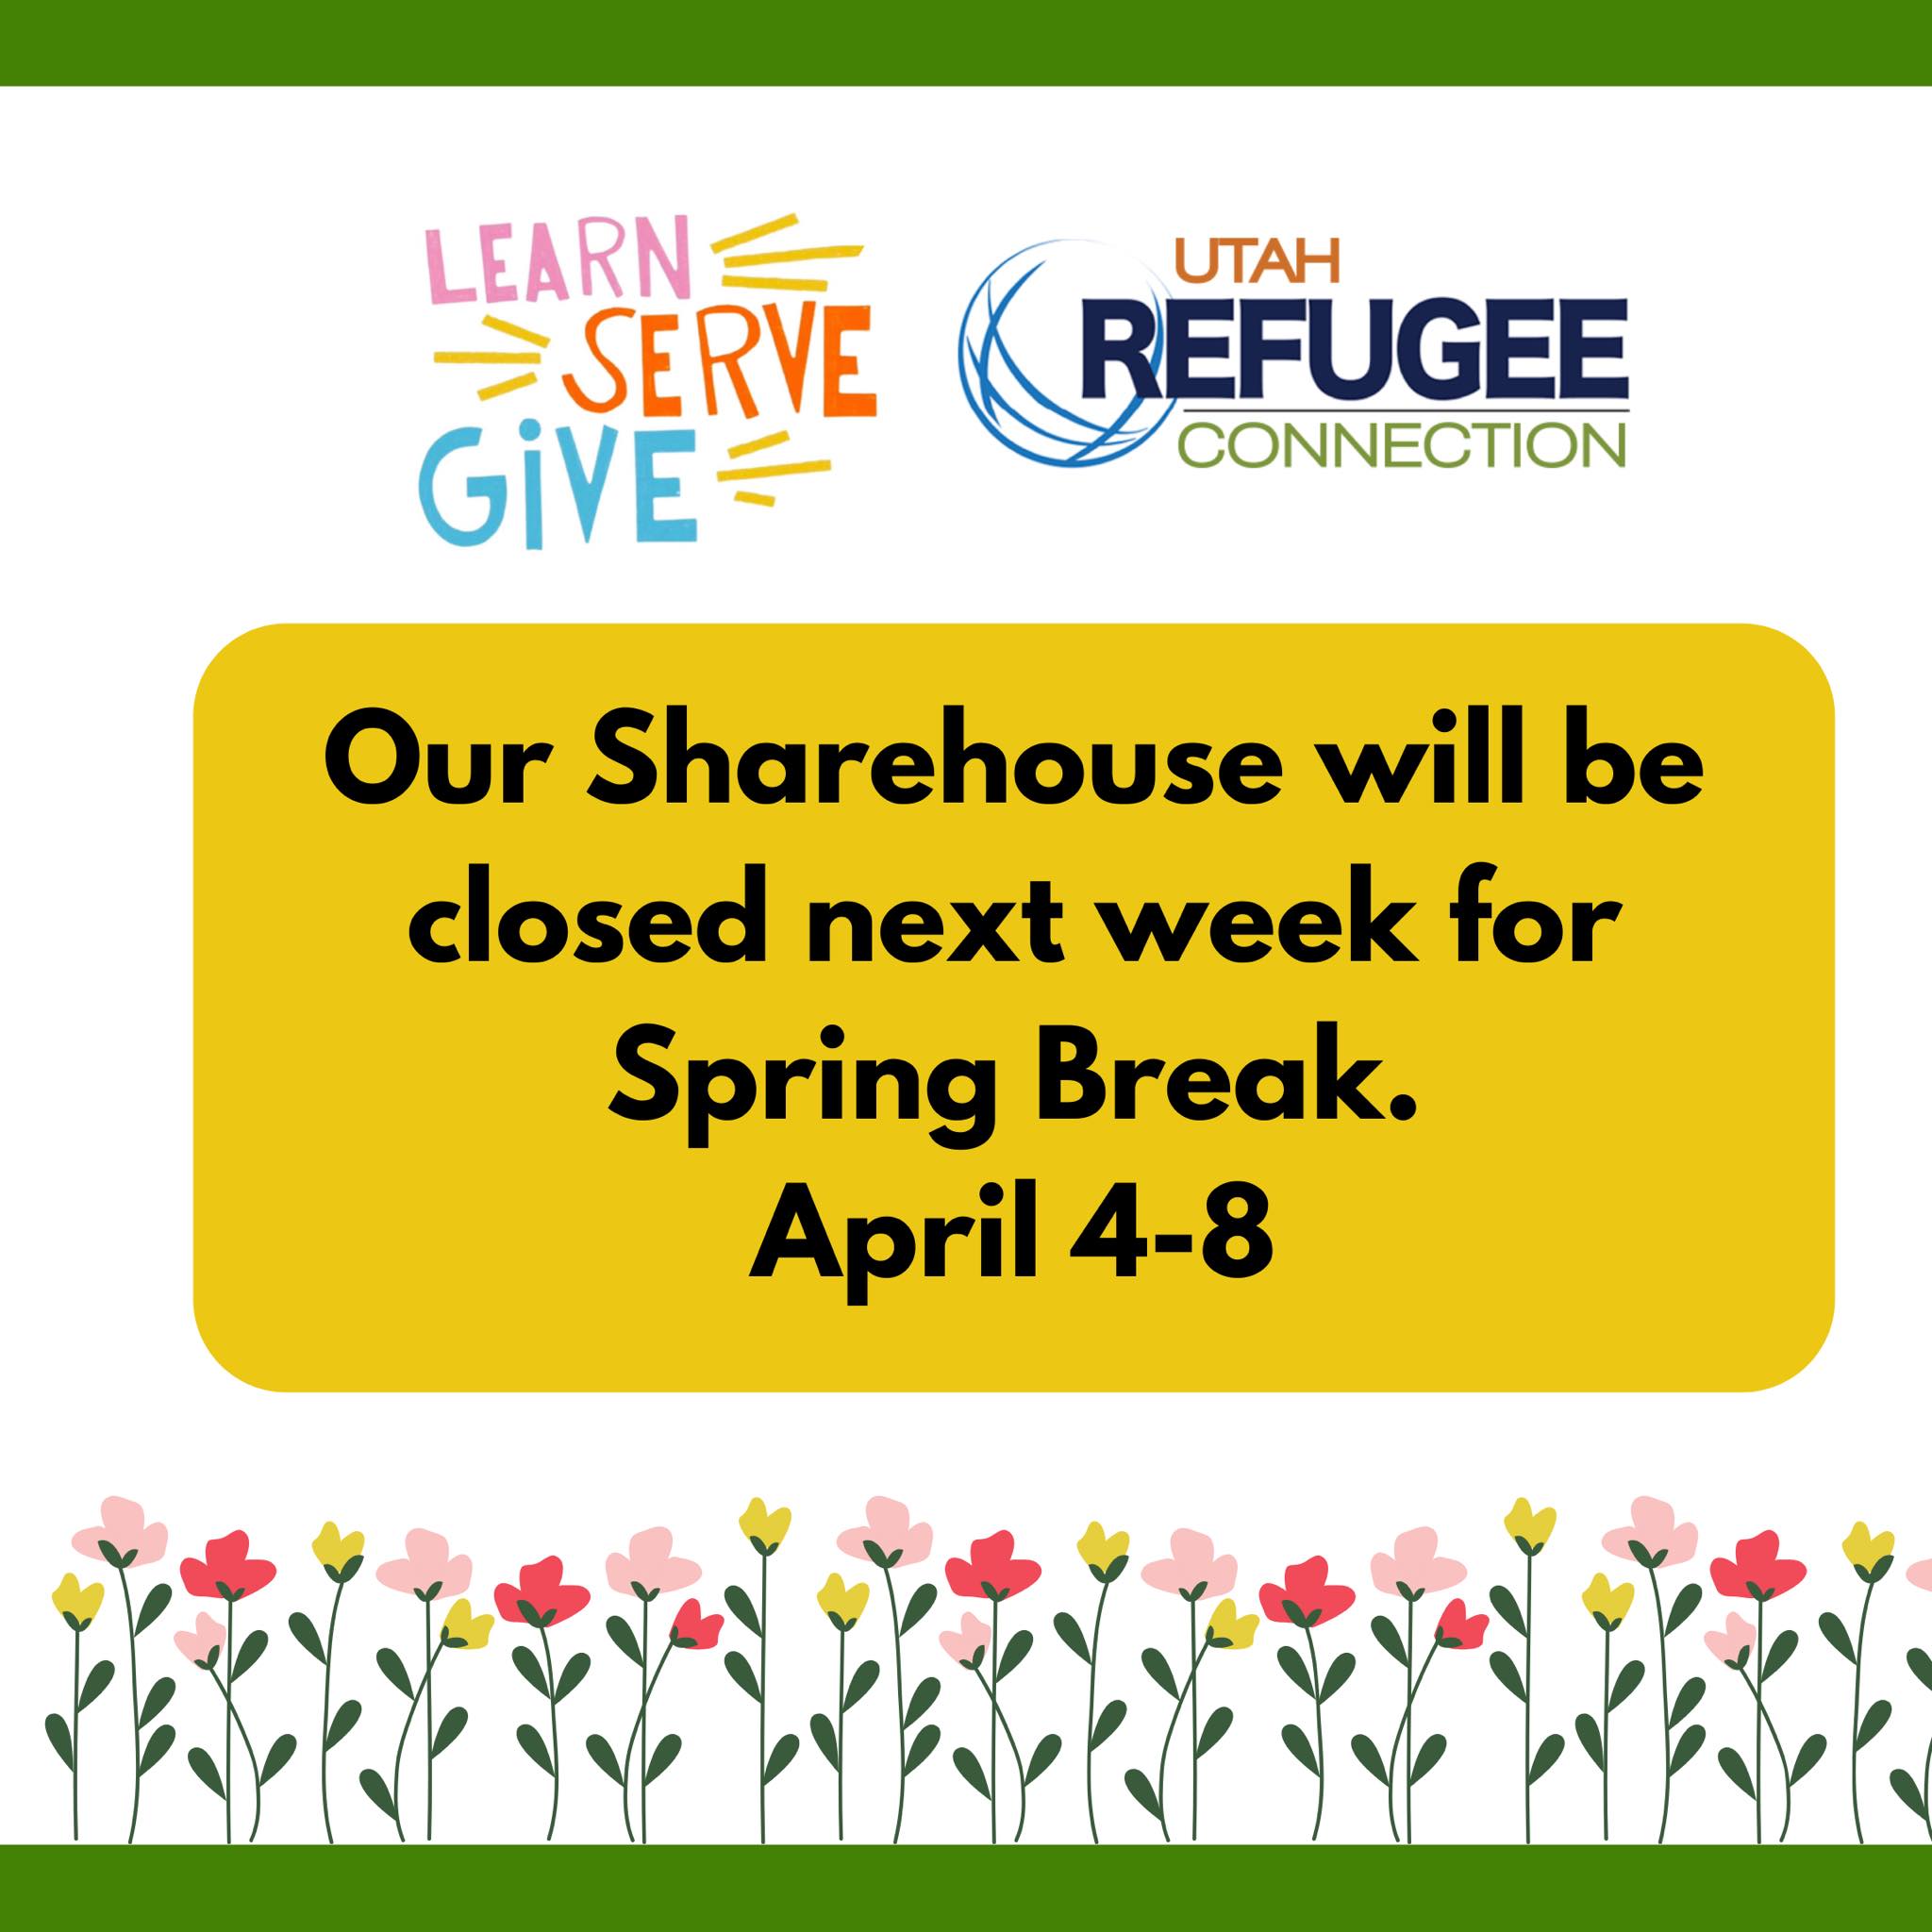 LEARN
SERVE
GiVE
UTAH
REFUGEE
CONNECTION
Our Sharehouse will be
closed next week for
Spring Break.
April 4-8